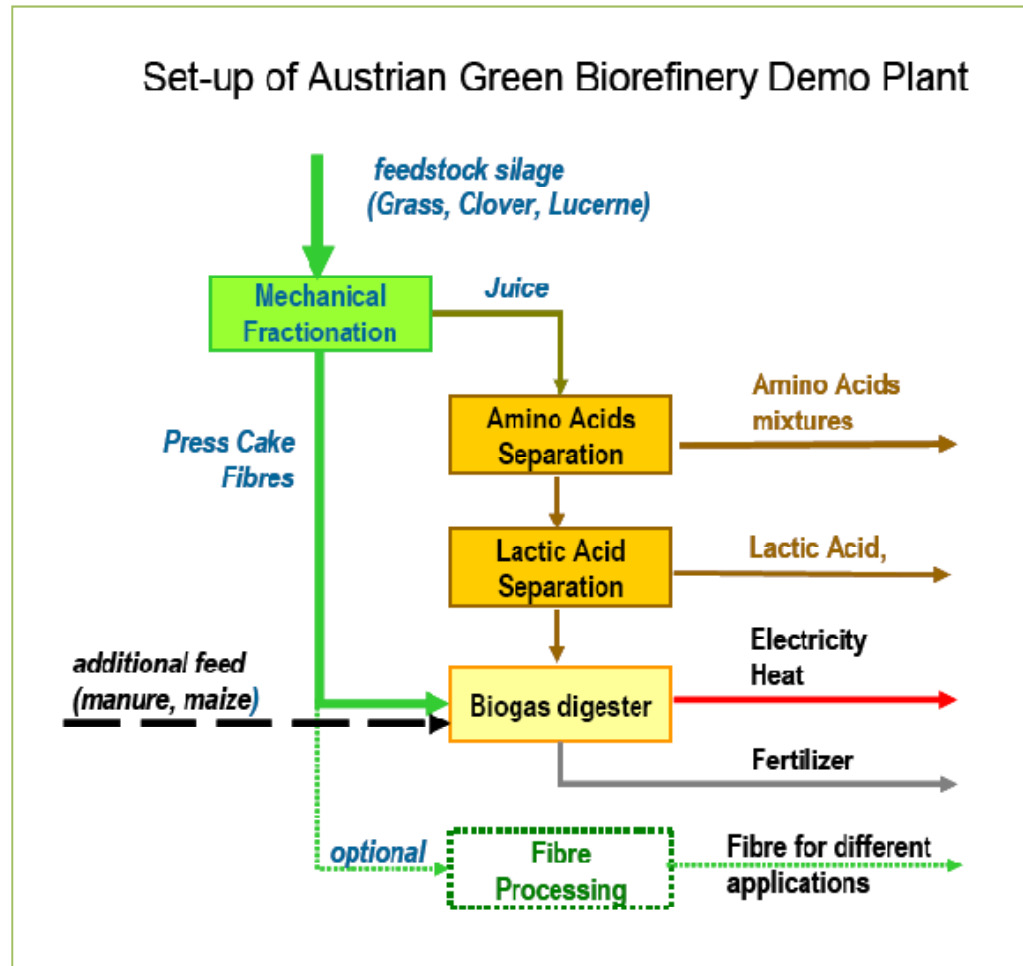 Set-up of Austrian Green Biorefinery Demo Plant
feedstock silage
(Grass, Clover, Lucerne)
Mechanical
Fractionation
Juice
Press Cake
Fibres
Amino Acids
Separation
Amino Acids
mixtures
Lactic Acid
Separation
Lactic Acid,
additional feed
(manure, maize)
Biogas digester
Electricity
Heat
Fertilizer
optional
Fibre
Processing
Fibre for different
applications